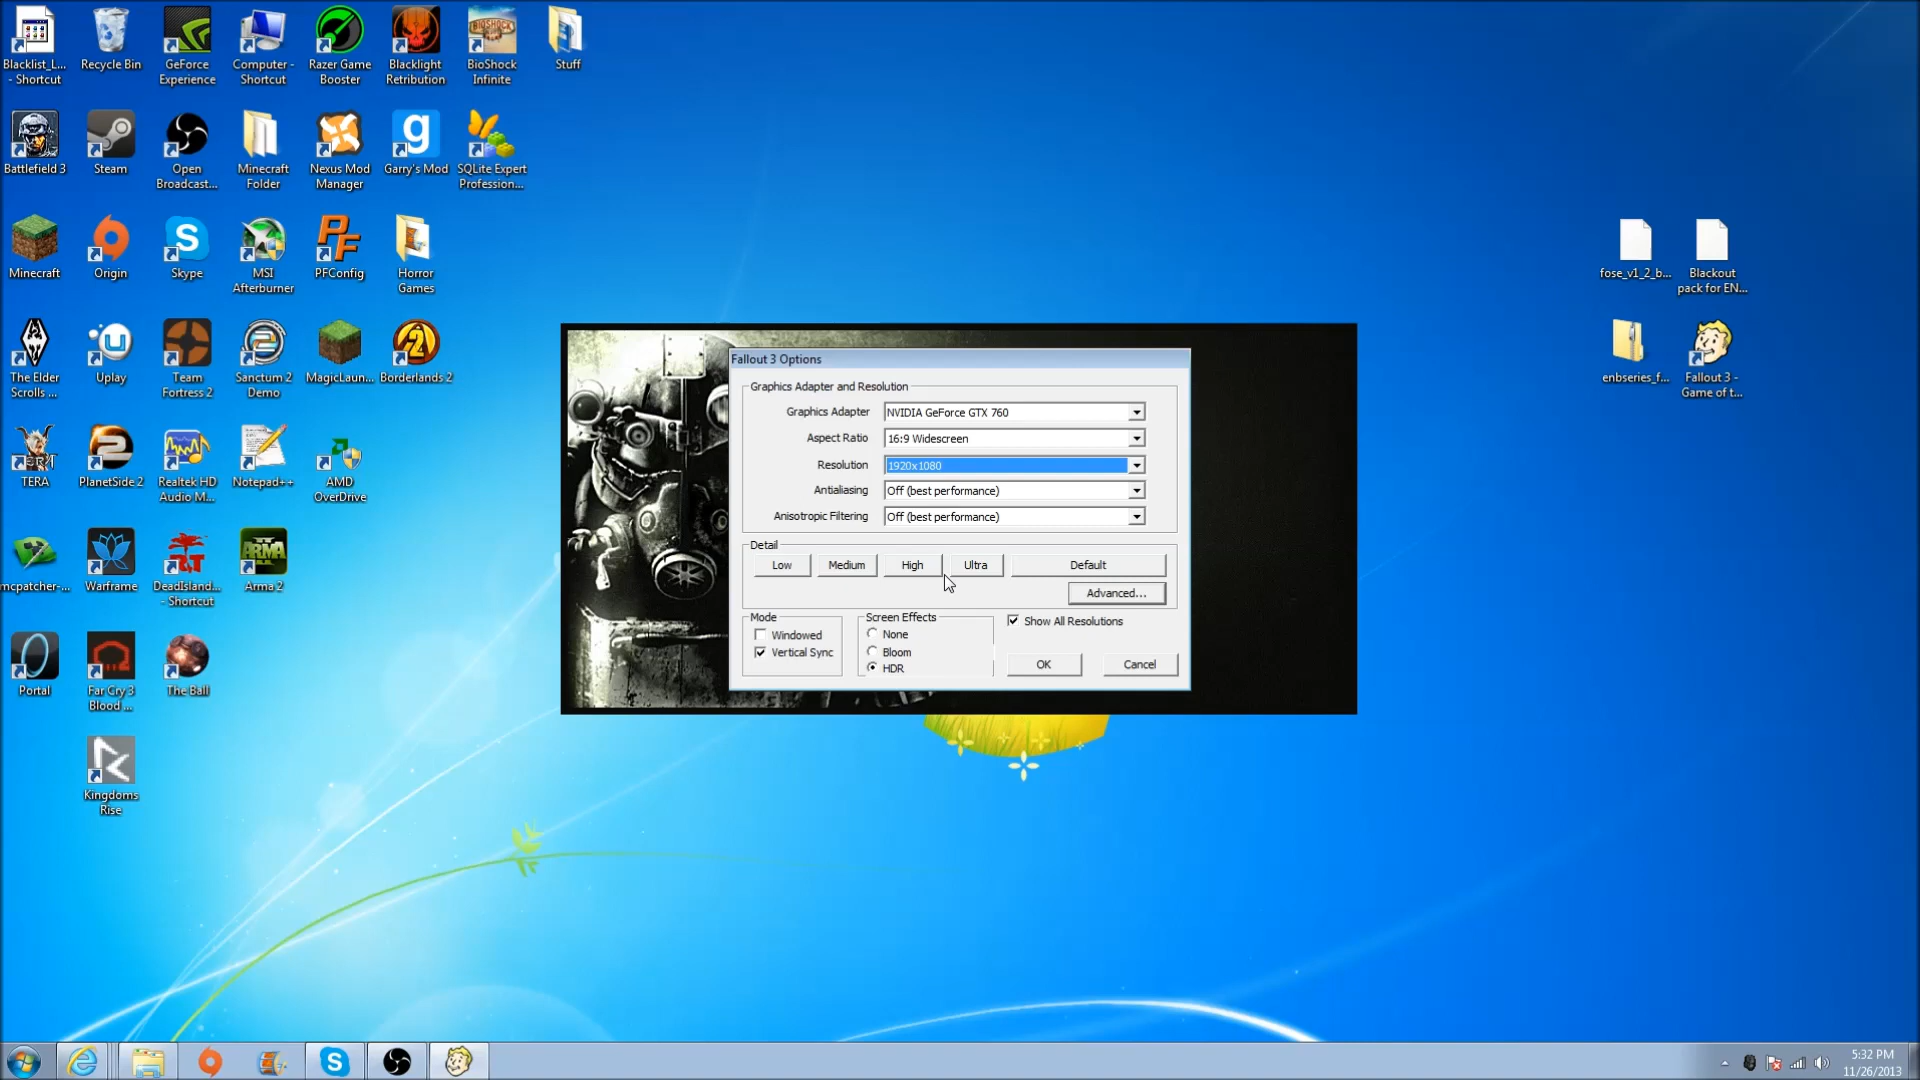 Blacklist_L...
- Shortcut
Recycle Bin
GeForce
Experience
Computer -
Shortcut
Razer Game
Booster
Blacklight
Retribution
BIOSHOCK
BioShock
Infinite
Stuff
Battlefield 3
Steam
Open
Broadcast...
Minecraft
Folder
Nexus Mod
Manager
g
Garry's Mod
SQLite Expert
Profession...
Minecraft
Origin
S
Skype
MSI
Afterburner
PF
PFConfig
Horror
Games
fose_v1_2_b...
Blackout
pack for EN...
The Elder
Scrolls ...
U
Uplay
Team
Fortress 2
2
Sanctum 2
Demo
MagicLaun...
2
Borderlands 2
enbseries_f...
Fallout 3 -
Game of t...
TERA
TERA
2
PlanetSide 2
Realtek HD
Audio M...
Notepad++
AMD
OverDrive
mcpatcher-...
Warframe
DeadIsland...
- Shortcut
ARMA
Arma 2
Portal
Far Cry 3
Blood ...
The Ball
Kingdoms
Rise
Fallout 3 Options
Graphics Adapter and Resolution
Graphics Adapter NVIDIA GeForce GTX 760
Aspect Ratio 16:9 Widescreen
Resolution 1920x1080
Antialiasing Off (best performance)
Anisotropic Filtering Off (best performance)
Detail
Low Medium High Ultra Default
Advanced...
Mode
Windowed
Vertical Sync
Screen Effects
None
Bloom
HDR
Show All Resolutions
OK Cancel
S
5:32 PM
11/26/2013